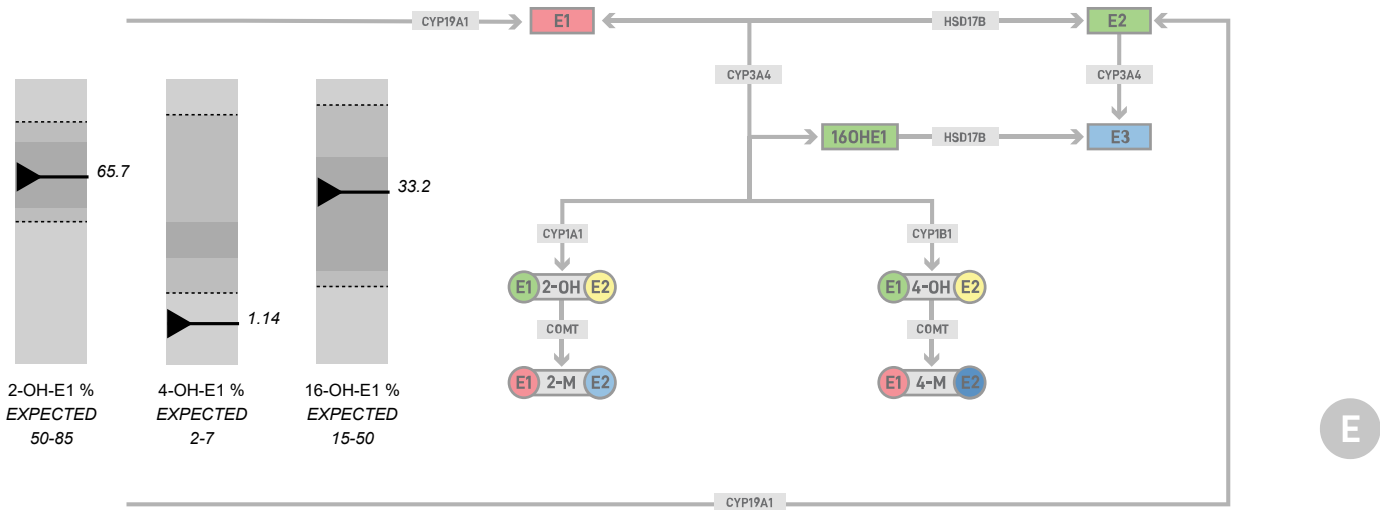 CYP19A1
E1
HSD17B
E2
CYP3A4
CYP3A4
16OHE1
HSD17B
E3
65.7
33.2
1.14
CYP1A1
CYP1B1
E1 2-OH E2
E1 4-OH E2
COMT
COMT
E1 2-M E2
E1 4-M E2
2-OH-E1 %
EXPECTED
50-85
4-OH-E1 %
EXPECTED
2-7
16-OH-E1 %
EXPECTED
15-50
E
CYP19A1